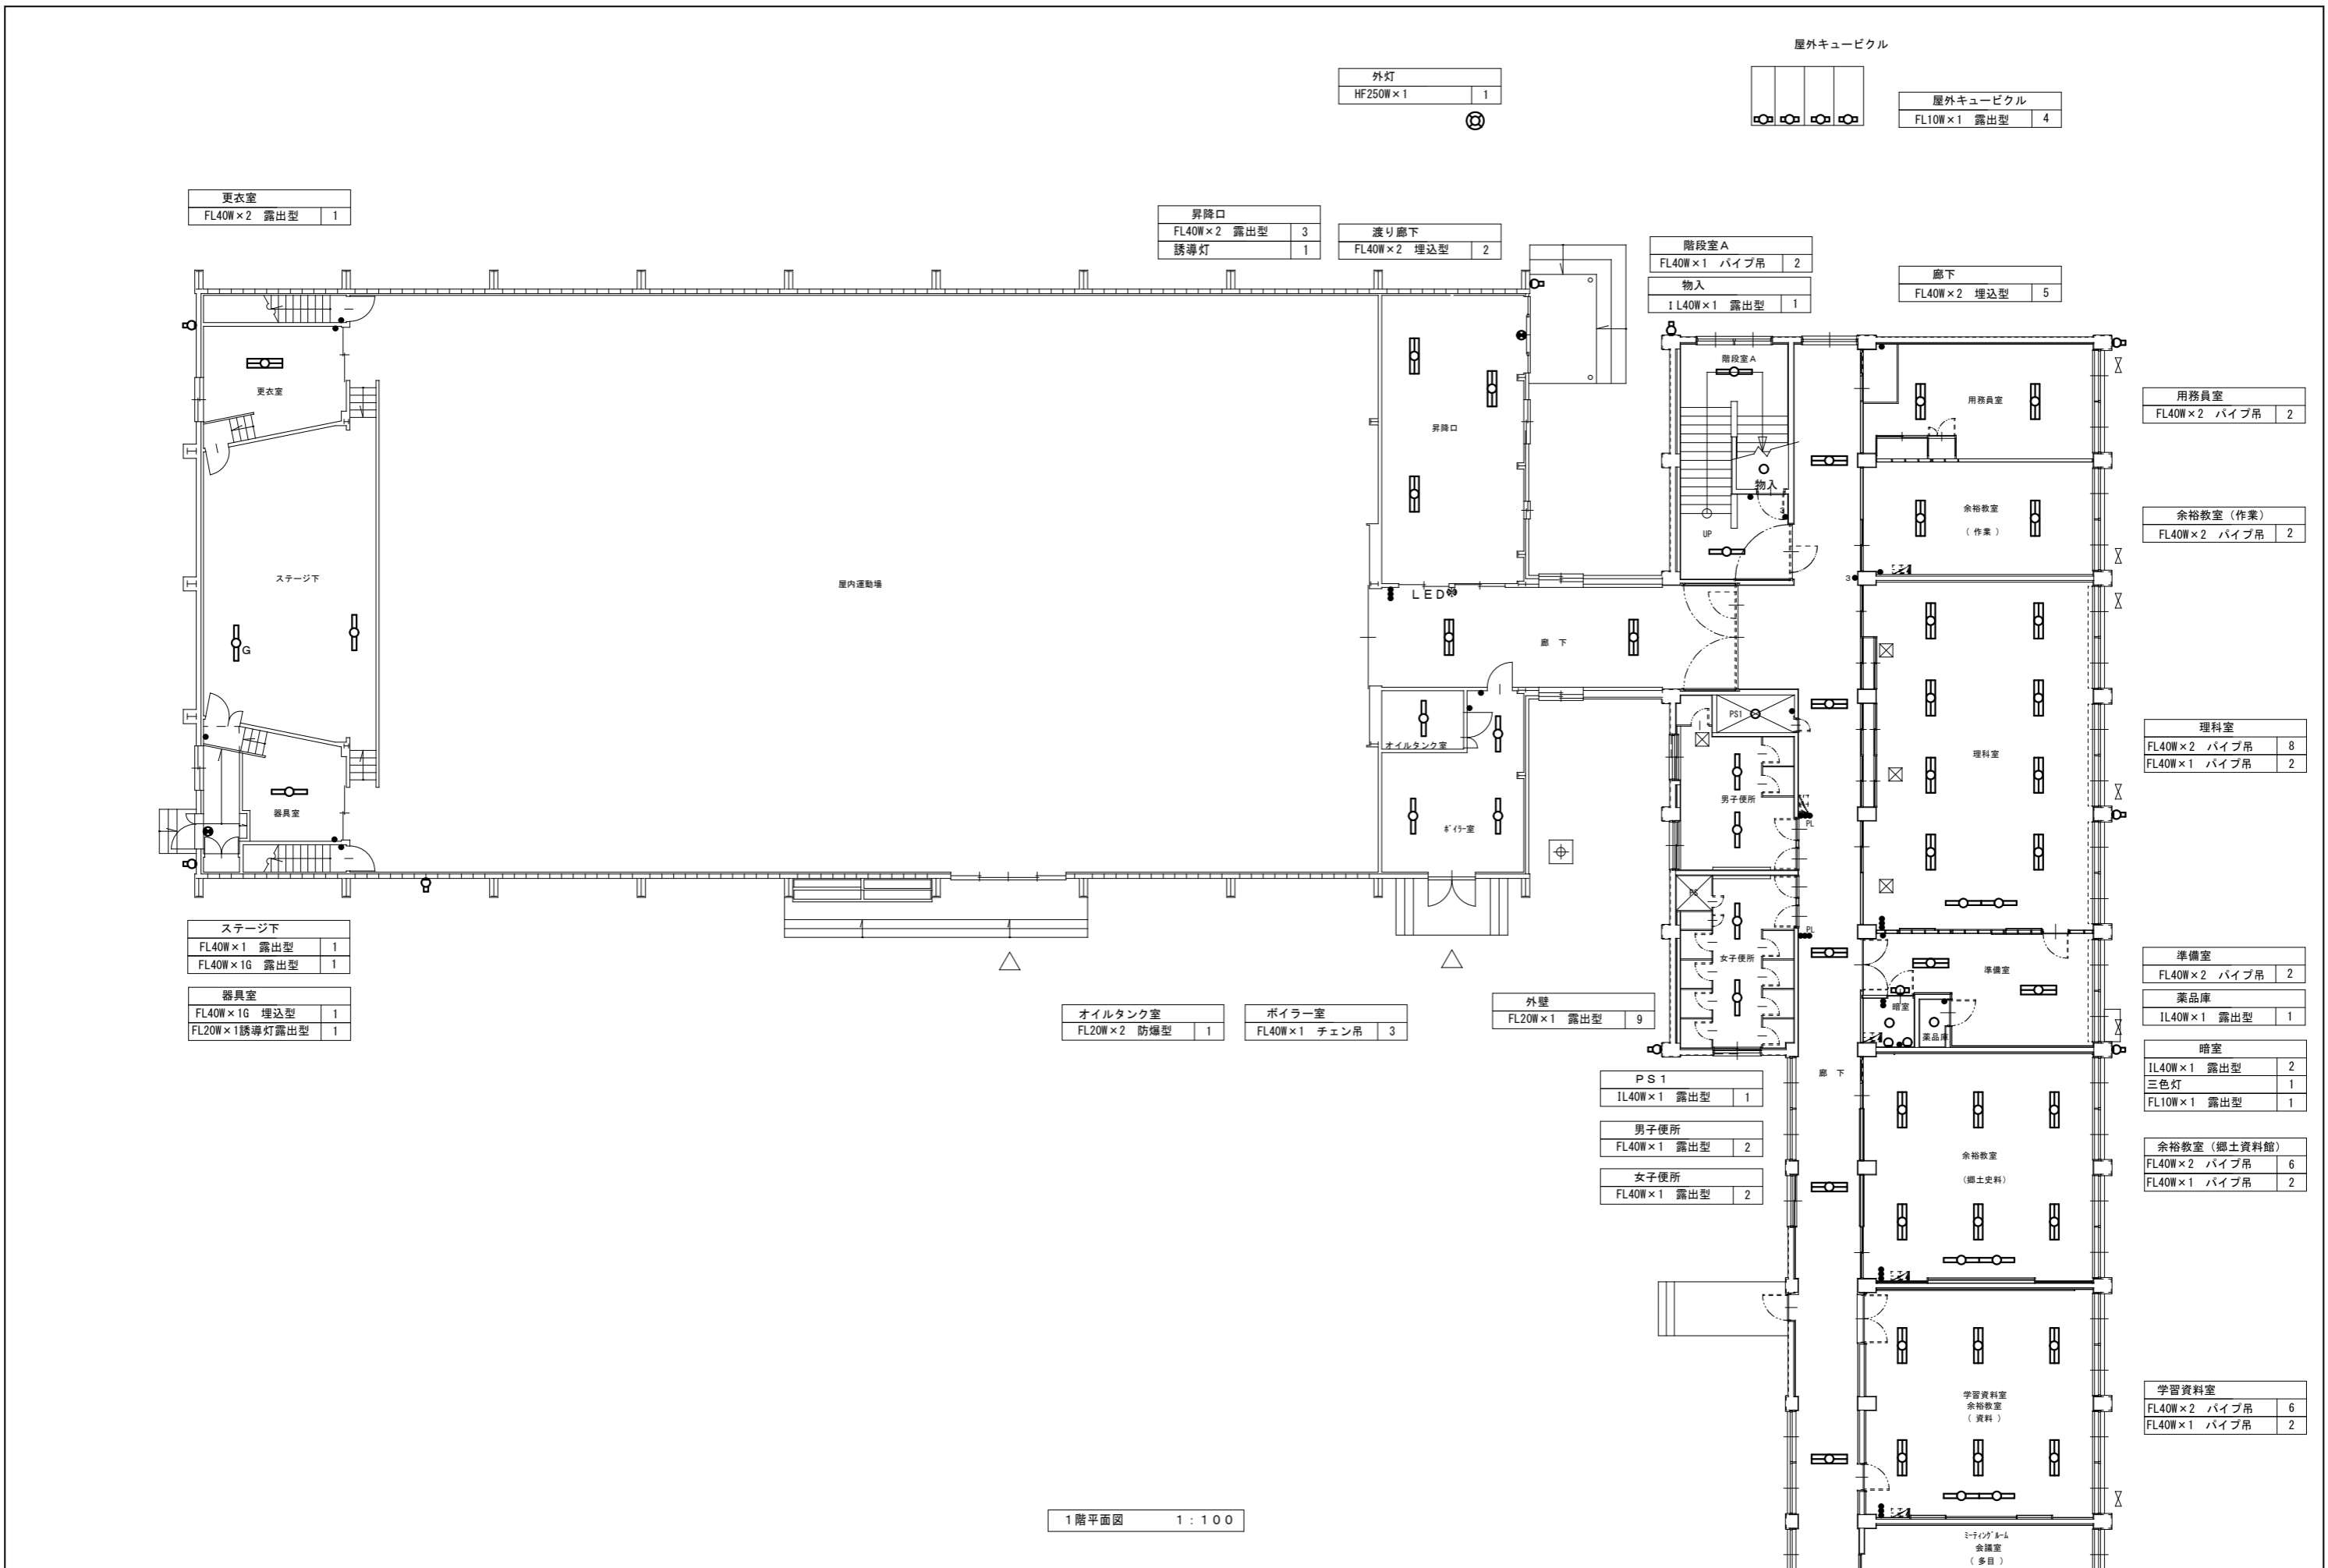 屋外キュービクル
外灯
HF250W×1 1
屋外キュービクル
FL10W×1 露出型 4
更衣室
FL40W×2 露出型 1
昇降口
FL40W×2 露出型 3
誘導灯 1
渡り廊下
FL40W×2 埋込型 2
階段室A
FL40W×1 パイプ吊 2
物入
IL40W×1 露出型 1
廊下
FL40W×2 埋込型 5
階段室A
更衣室
昇降口
用務員室
用務員室
FL40W×2 パイプ吊 2
物入
3
UP
余裕教室
(作業)
余裕教室(作業)
FL40W×2 パイプ吊 2
ステージ下
屋内運動場
LED
3
廊 下
G
PS1
オイルタンク室
理科室
理科室
FL40W×2 パイプ吊 8
FL40W×1 パイプ吊 2
器具室
ボイラー室
男子便所
PL
PS
PL
女子便所
ステージ下
FL40W×1 露出型 1
FL40W×1G 露出型 1
器具室
FL40W×1G 埋込型 1
FL20W×1誘導灯露出型 1
オイルタンク室
FL20W×2 防爆型 1
ボイラー室
FL40W×1 チェン吊 3
外壁
FL20W×1 露出型 9
準備室
暗室
薬品庫
準備室
FL40W×2 パイプ吊 2
薬品庫
IL40W×1 露出型 1
暗室
IL40W×1 露出型 2
三色灯 1
FL10W×1 露出型 1
PS1
IL40W×1 露出型 1
男子便所
FL40W×1 露出型 2
女子便所
FL40W×1 露出型 2
廊 下
余裕教室
(郷土史料)
余裕教室(郷土資料館)
FL40W×2 パイプ吊 6
FL40W×1 パイプ吊 2
学習資料室
余裕教室
(資料)
学習資料室
FL40W×2 パイプ吊 6
FL40W×1 パイプ吊 2
1階平面図 1:100
ミーティングルーム
会議室
(多目)